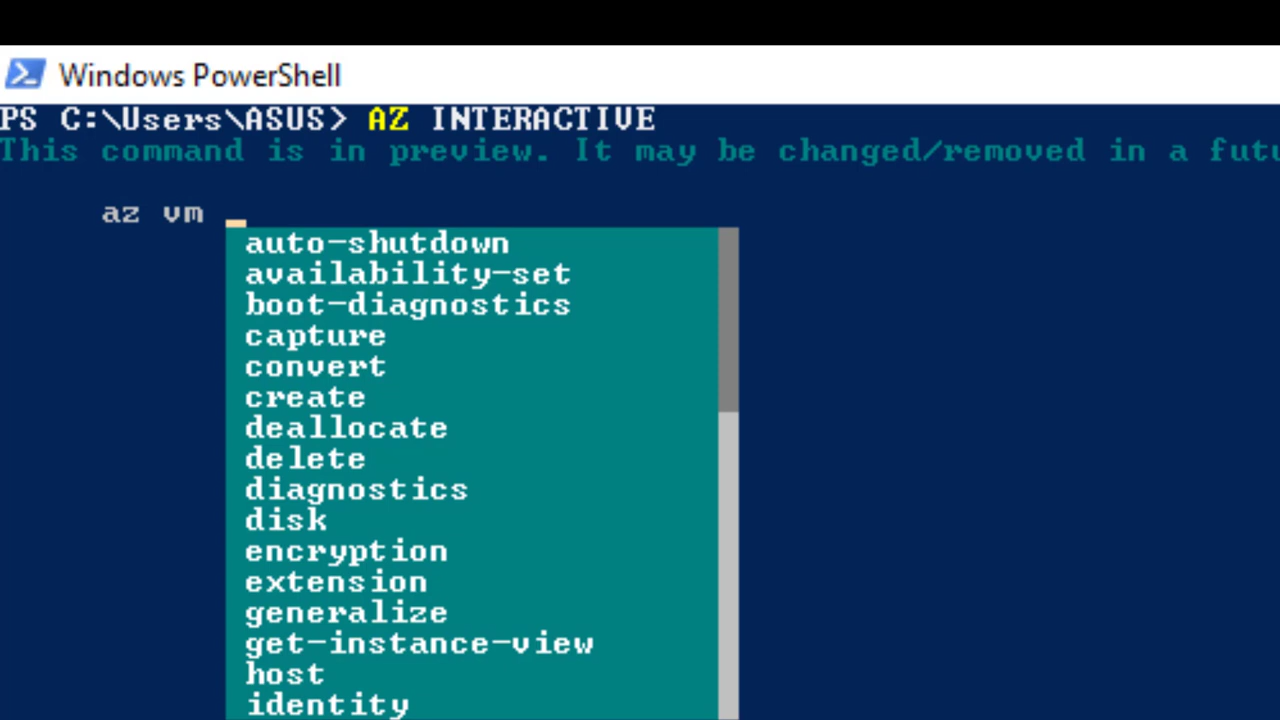 Windows PowerShell
PS C:\Users\ASUS> AZ INTERACTIVE
This command is in preview. It may be changed/removed in a futu
az vm _
auto-shutdown
availability-set
boot-diagnostics
capture
convert
create
deallocate
delete
diagnostics
disk
encryption
extension
generalize
get-instance-view
host
identity